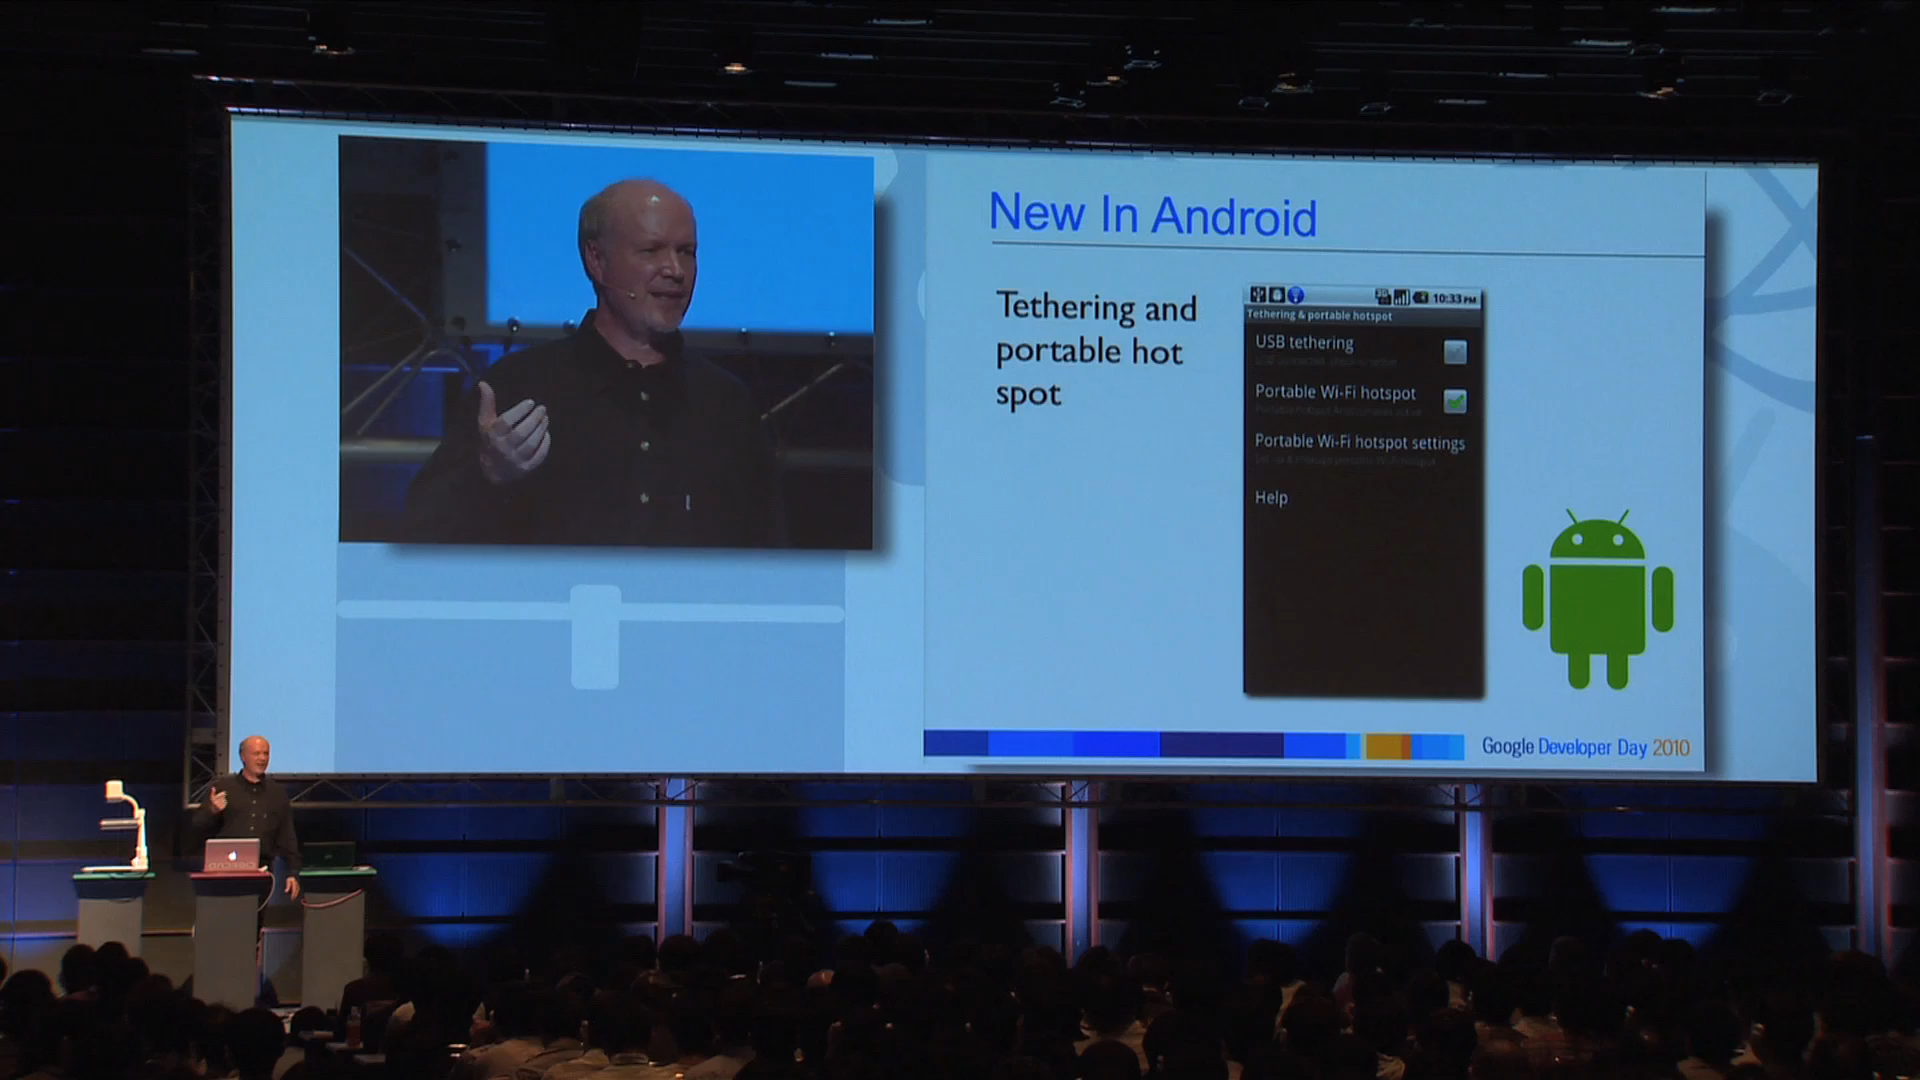 New In Android
Tethering and
portable hot
spot
10:33 PM
Tethering & portable hotspot
USB tethering
Portable Wi-Fi hotspot
Portable Wi-Fi hotspot settings
Help
Google Developer Day 2010